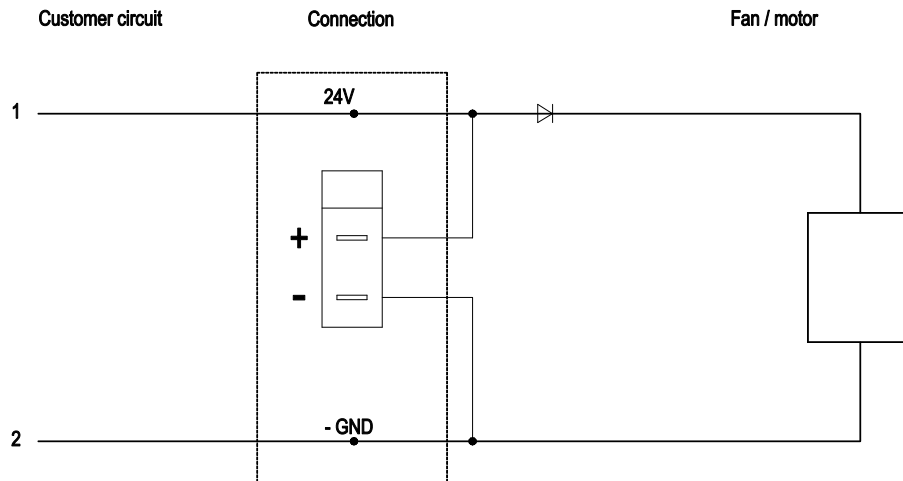 Customer circuit
Connection
Fan / motor
1
24V
+
-
2
- GND